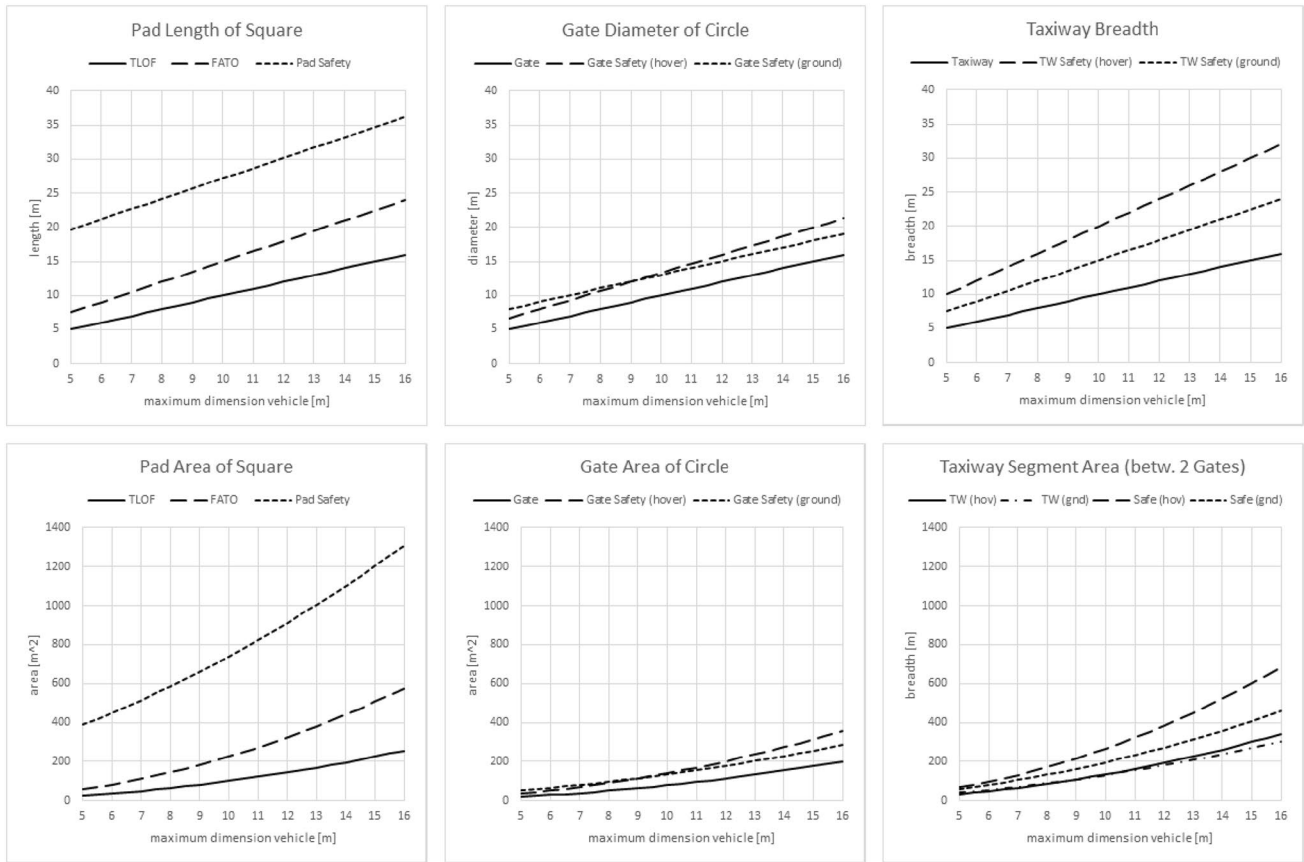 Pad Length of Square
TLOF FATO Pad Safety
40
35
30
25
20
15
10
5
0
length [m]
5 6 7 8 9 10 11 12 13 14 15 16
maximum dimension vehicle [m]
Gate Diameter of Circle
Gate Gate Safety (hover) Gate Safety (ground)
40
35
30
25
20
15
10
5
0
diameter [m]
5 6 7 8 9 10 11 12 13 14 15 16
maximum dimension vehicle [m]
Taxiway Breadth
Taxiway TW Safety (hover) TW Safety (ground)
40
35
30
25
20
15
10
5
0
breadth [m]
5 6 7 8 9 10 11 12 13 14 15 16
maximum dimension vehicle [m]
Pad Area of Square
TLOF FATO Pad Safety
1400
1200
1000
800
600
400
200
0
area [m^2]
5 6 7 8 9 10 11 12 13 14 15 16
maximum dimension vehicle [m]
Gate Area of Circle
Gate Gate Safety (hover) Gate Safety (ground)
1400
1200
1000
800
600
400
200
0
area [m^2]
5 6 7 8 9 10 11 12 13 14 15 16
maximum dimension vehicle [m]
Taxiway Segment Area (betw. 2 Gates)
TW (hov) TW (gnd) Safe (hov) Safe (gnd)
1400
1200
1000
800
600
400
200
0
breadth [m]
5 6 7 8 9 10 11 12 13 14 15 16
maximum dimension vehicle [m]